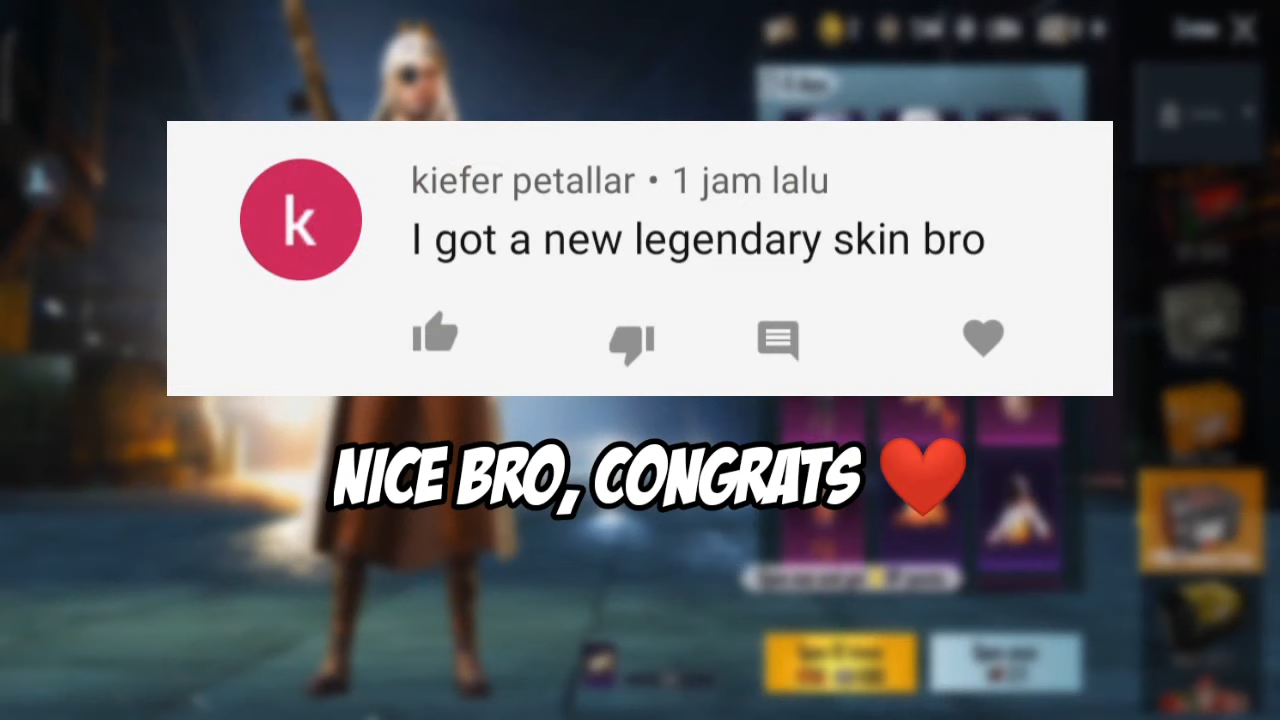 kiefer petallar • 1 jam lalu
k
I got a new legendary skin bro
NICE BRO, CONGRATS ❤️